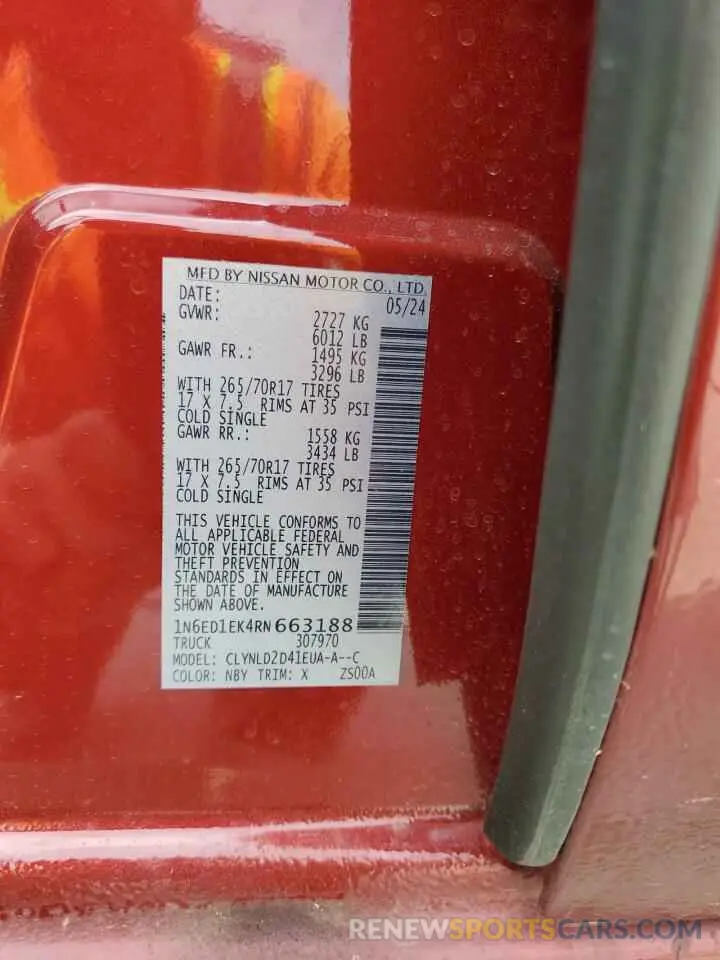 MFD BY NISSAN MOTOR CO., LTD.
DATE: 05/24
GVWR: 2727 KG
6012 LB
GAWR FR.: 1495 KG
3296 LB
WITH 265/70R17 TIRES
17 X 7.5 RIMS AT 35 PSI
COLD SINGLE
GAWR RR.: 1558 KG
3434 LB
WITH 265/70R17 TIRES
17 X 7.5 RIMS AT 35 PSI
COLD SINGLE
THIS VEHICLE CONFORMS TO
ALL APPLICABLE FEDERAL
MOTOR VEHICLE SAFETY AND
THEFT PREVENTION
STANDARDS IN EFFECT ON
THE DATE OF MANUFACTURE
SHOWN ABOVE.
1N6ED1EK4RN663188
TRUCK 307970
MODEL: CLYNLD2D41EUA-A--C
COLOR: NBY TRIM: X ZS00A
RENEWSPORTSCARS.COM